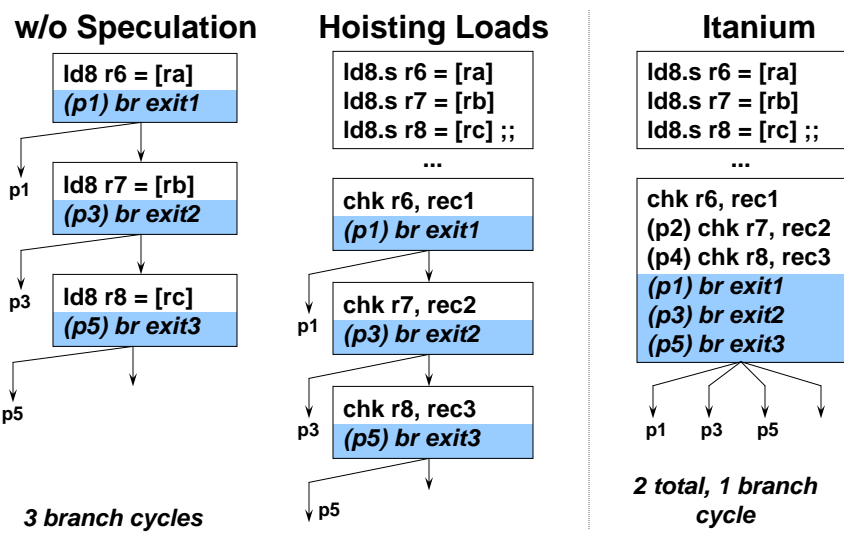 w/o Speculation
ld8 r6 = [ra]
(p1) br exit1
p1
ld8 r7 = [rb]
(p3) br exit2
p3
ld8 r8 = [rc]
(p5) br exit3
p5
3 branch cycles
Hoisting Loads
ld8.s r6 = [ra]
ld8.s r7 = [rb]
ld8.s r8 = [rc] ;;
...
chk r6, rec1
(p1) br exit1
p1
chk r7, rec2
(p3) br exit2
p3
chk r8, rec3
(p5) br exit3
p5
Itanium
ld8.s r6 = [ra]
ld8.s r7 = [rb]
ld8.s r8 = [rc] ;;
...
chk r6, rec1
(p2) chk r7, rec2
(p4) chk r8, rec3
(p1) br exit1
(p3) br exit2
(p5) br exit3
p1 p3 p5
2 total, 1 branch
cycle